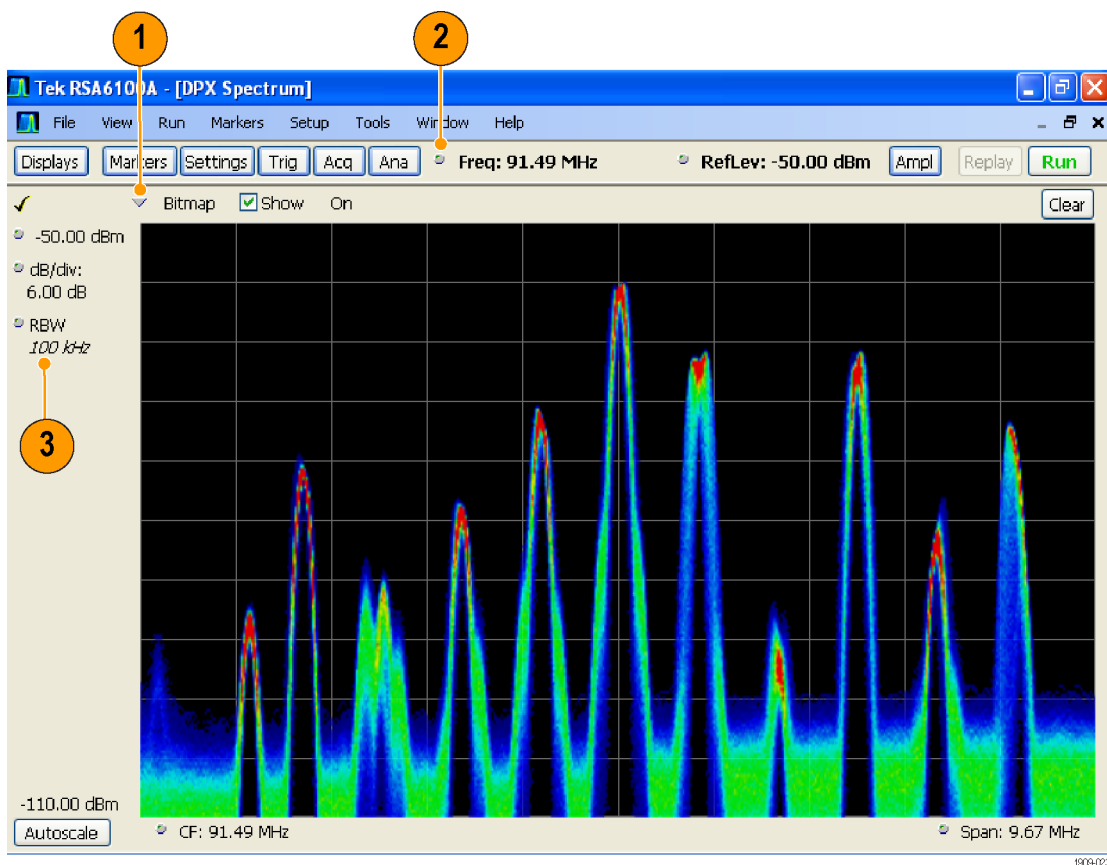 1 2
Tek RSA6100A - [DPX Spectrum]
File View Run Markers Setup Tools Window Help
Displays Markers Settings Trig Acq Ana Freq: 91.49 MHz RefLev: -50.00 dBm Ampl Replay Run
Bitmap Show On Clear
-50.00 dBm
dB/div:
6.00 dB
RBW
100 kHz
3
-110.00 dBm
Autoscale CF: 91.49 MHz Span: 9.67 MHz